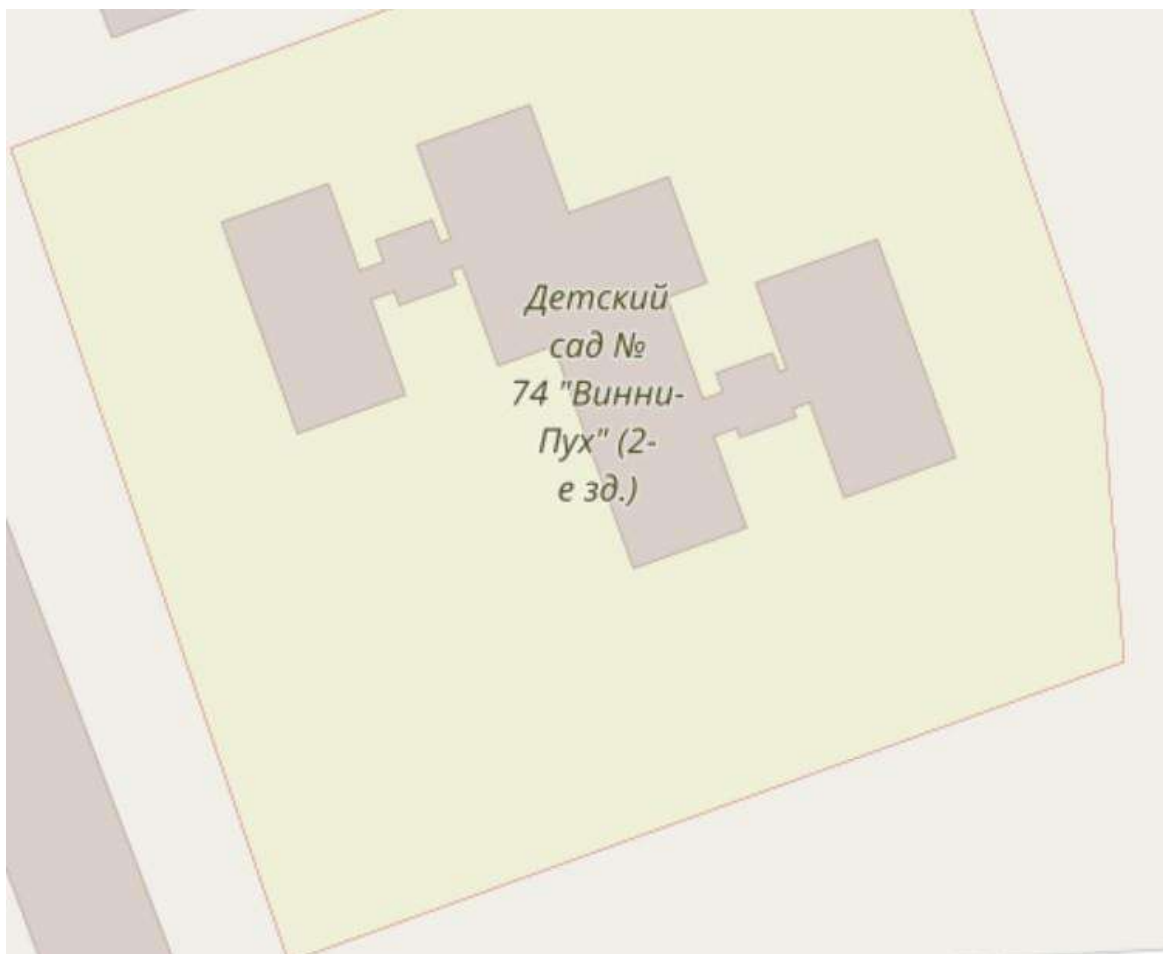 Детский
сад №
74 "Винни-
Пух" (2-
е зд.)